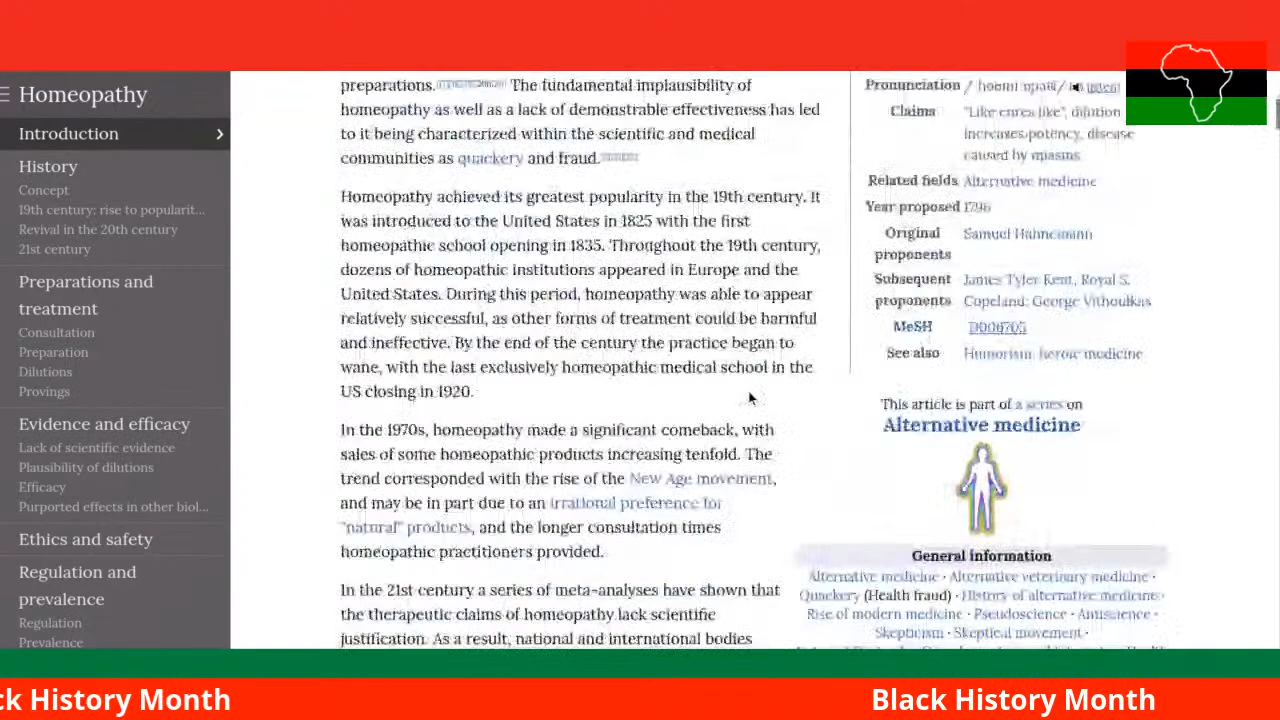 Homeopathy
Introduction
History
Concept
19th century: rise to popularit...
Revival in the 20th century
21st century
Preparations and
treatment
Consultation
Preparation
Dilutions
Provings
Evidence and efficacy
Lack of scientific evidence
Plausibility of dilutions
Efficacy
Purported effects in other biol...
Ethics and safety
Regulation and
prevalence
Regulation
Prevalence
preparations. The fundamental implausibility of
homeopathy as well as a lack of demonstrable effectiveness has led
to it being characterized within the scientific and medical
communities as quackery and fraud.
Homeopathy achieved its greatest popularity in the 19th century. It
was introduced to the United States in 1825 with the first
homeopathic school opening in 1835. Throughout the 19th century,
dozens of homeopathic institutions appeared in Europe and the
United States. During this period, homeopathy was able to appear
relatively successful, as other forms of treatment could be harmful
and ineffective. By the end of the century the practice began to
wane, with the last exclusively homeopathic medical school in the
US closing in 1920.
In the 1970s, homeopathy made a significant comeback, with
sales of some homeopathic products increasing tenfold. The
trend corresponded with the rise of the New Age movement,
and may be in part due to an irrational preference for
"natural" products, and the longer consultation times
homeopathic practitioners provided.
In the 21st century a series of meta-analyses have shown that
the therapeutic claims of homeopathy lack scientific
justification. As a result, national and international bodies
Pronunciation
Claims "Like cures like", dilution
increases potency, disease
caused by miasms.
Related fields Alternative medicine
Year proposed 1796
Original Samuel Hahnemann
proponents
Subsequent James Tyler Kent, Royal S.
proponents Copeland; George Vithoulkas
MeSH D006705
See also Humorism, heroic medicine
This article is part of a series on
Alternative medicine
General information
Alternative medicine · Alternative veterinary medicine ·
Quackery (Health fraud) · History of alternative medicine ·
Rise of modern medicine · Pseudoscience · Antiscience ·
Skepticism · Skeptical movement ·
ck History Month
Black History Month